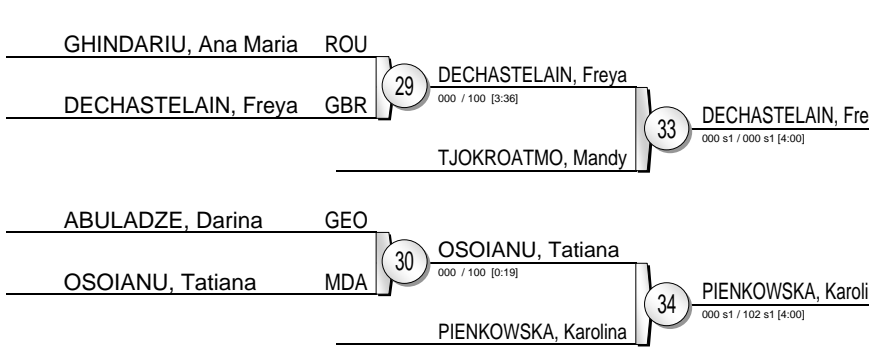 GHINDARIU, Ana Maria ROU
29
DECHASTELAIN, Freya
000 / 100 [3:36]
DECHASTELAIN, Freya GBR
33
DECHASTELAIN, Fre
000 s1 / 000 s1 [4:00]
TJOKROATMO, Mandy
ABULADZE, Darina GEO
30
OSOIANU, Tatiana
000 / 100 [0:19]
OSOIANU, Tatiana MDA
34
PIENKOWSKA, Karoli
000 s1 / 102 s1 [4:00]
PIENKOWSKA, Karolina